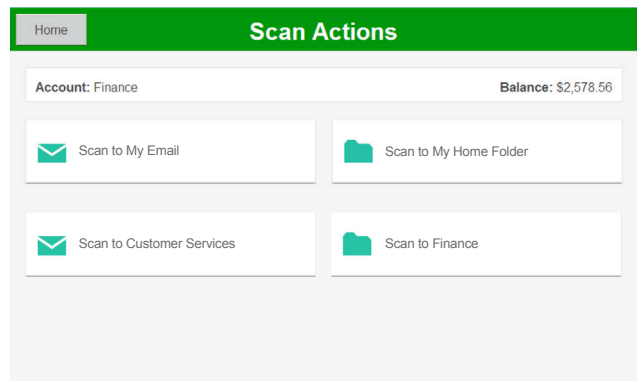 Home
Scan Actions
Account: Finance
Balance: $2,578.56
Scan to My Email
Scan to My Home Folder
Scan to Customer Services
Scan to Finance